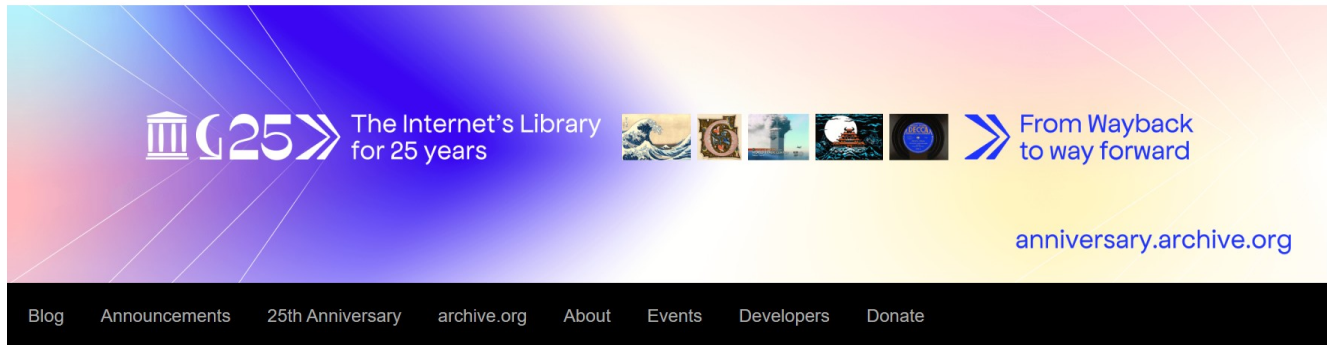 25 The Internet's Library
for 25 years
DECCA
From Wayback
to way forward
anniversary.archive.org
Blog Announcements 25th Anniversary archive.org About Events Developers Donate